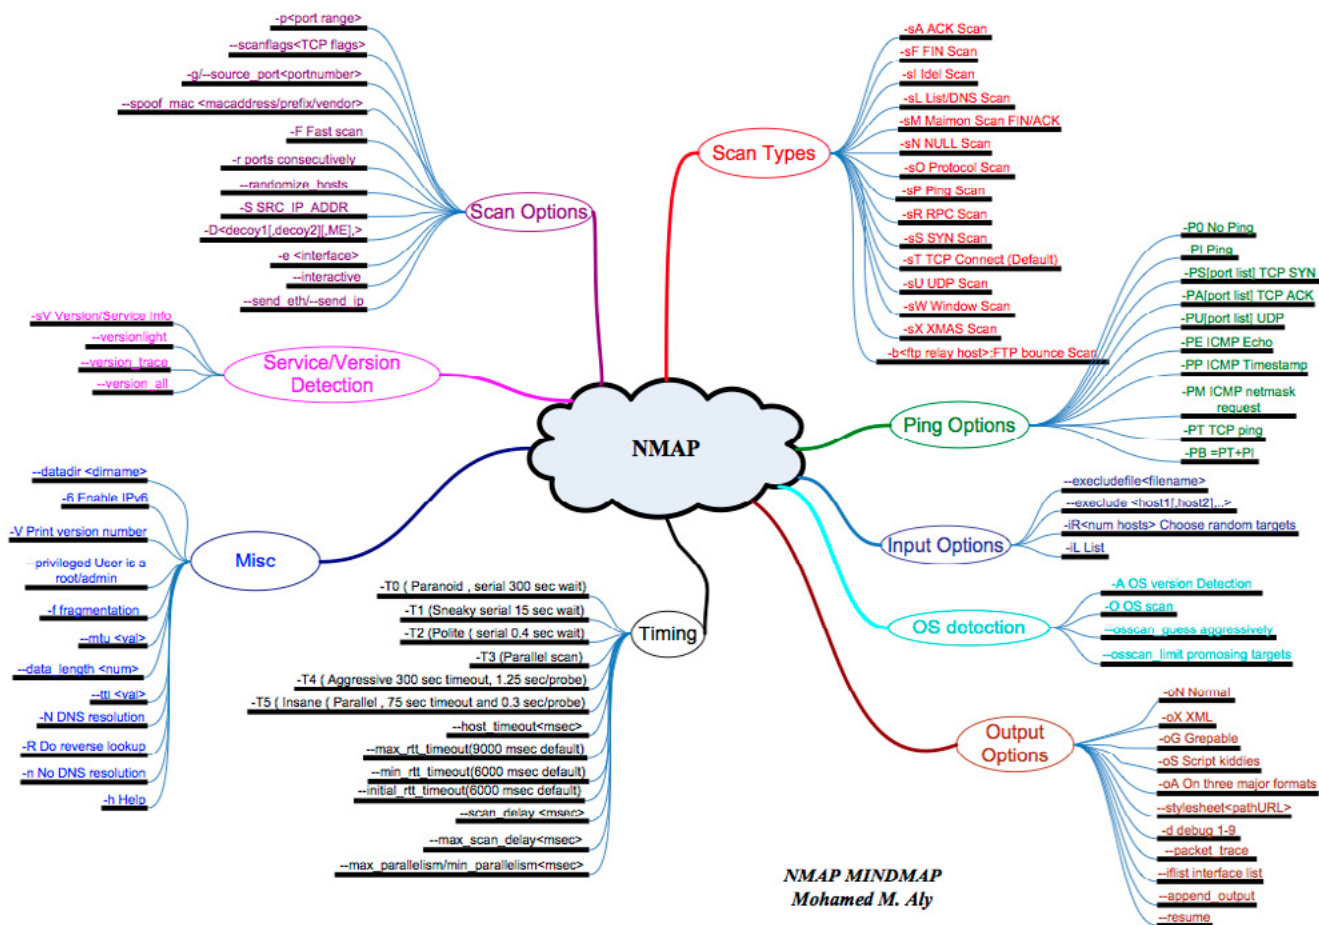 -p<port range>
--scanflags<TCP flags>
-g/--source_port<portnumber>
--spoof_mac <macaddress/prefix/vendor>
-F Fast scan
-r ports consecutively
--randomize_hosts
-S SRC_IP_ADDR
-D<decoy1[,decoy2][,ME],>
-e <interface>
--interactive
--send_eth/--send_ip
Scan Options
-sV Version/Service Info
--versionlight
--version_trace
--version_all
Service/Version
Detection
--datadir <dirname>
-6 Enable IPv6
-V Print version number
--privileged User is a
root/admin
-f fragmentation
--mtu <val>
--data_length <num>
--ttl <val>
-N DNS resolution
-R Do reverse lookup
-n No DNS resolution
-h Help
Misc
-T0 ( Paranoid , serial 300 sec wait)
-T1 (Sneaky serial 15 sec wait)
-T2 (Polite ( serial 0.4 sec wait)
-T3 (Parallel scan)
-T4 ( Aggressive 300 sec timeout, 1.25 sec/probe)
-T5 ( Insane ( Parallel , 75 sec timeout and 0.3 sec/probe)
--host_timeout<msec>
--max_rtt_timeout(9000 msec default)
--min_rtt_timeout(6000 msec default)
--initial_rtt_timeout(6000 msec default)
--scan_delay <msec>
--max_scan_delay<msec>
--max_parallelism/min_parallelism<msec>
Timing
NMAP
Scan Types
-sA ACK Scan
-sF FIN Scan
-sI Idel Scan
-sL List/DNS Scan
-sM Maimon Scan FIN/ACK
-sN NULL Scan
-sO Protocol Scan
-sP Ping Scan
-sR RPC Scan
-sS SYN Scan
-sT TCP Connect (Default)
-sU UDP Scan
-sW Window Scan
-sX XMAS Scan
-b<ftp relay host>:FTP bounce Scan
Ping Options
-P0 No Ping
-PI Ping
-PS[port list] TCP SYN
-PA[port list] TCP ACK
-PU[port list] UDP
-PE ICMP Echo
-PP ICMP Timestamp
-PM ICMP netmask
request
-PT TCP ping
-PB =PT+PI
Input Options
--execludefile<filename>
--execlude <host1[,host2],..>
-iR<num hosts> Choose random targets
-iL List
OS detection
-A OS version Detection
-O OS scan
--osscan_guess aggressively
--osscan_limit promosing targets
Output
Options
-oN Normal
-oX XML
-oG Grepable
-oS Script kiddies
-oA On three major formats
--stylesheet<pathURL>
-d debug 1-9
--packet_trace
--iflist interface list
--append_output
--resume
NMAP MINDMAP
Mohamed M. Aly